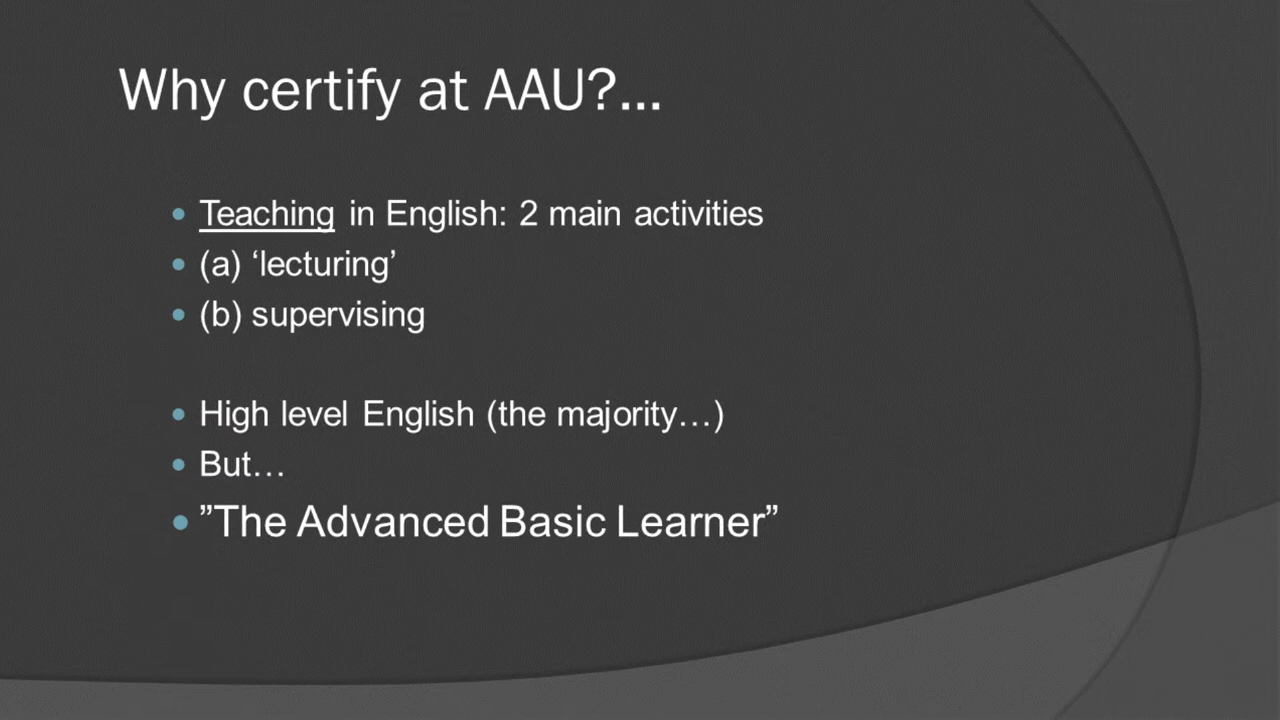 Why certify at AAU?...
• Teaching in English: 2 main activities
• (a) ‘lecturing’
• (b) supervising
• High level English (the majority…)
• But…
• ”The Advanced Basic Learner”